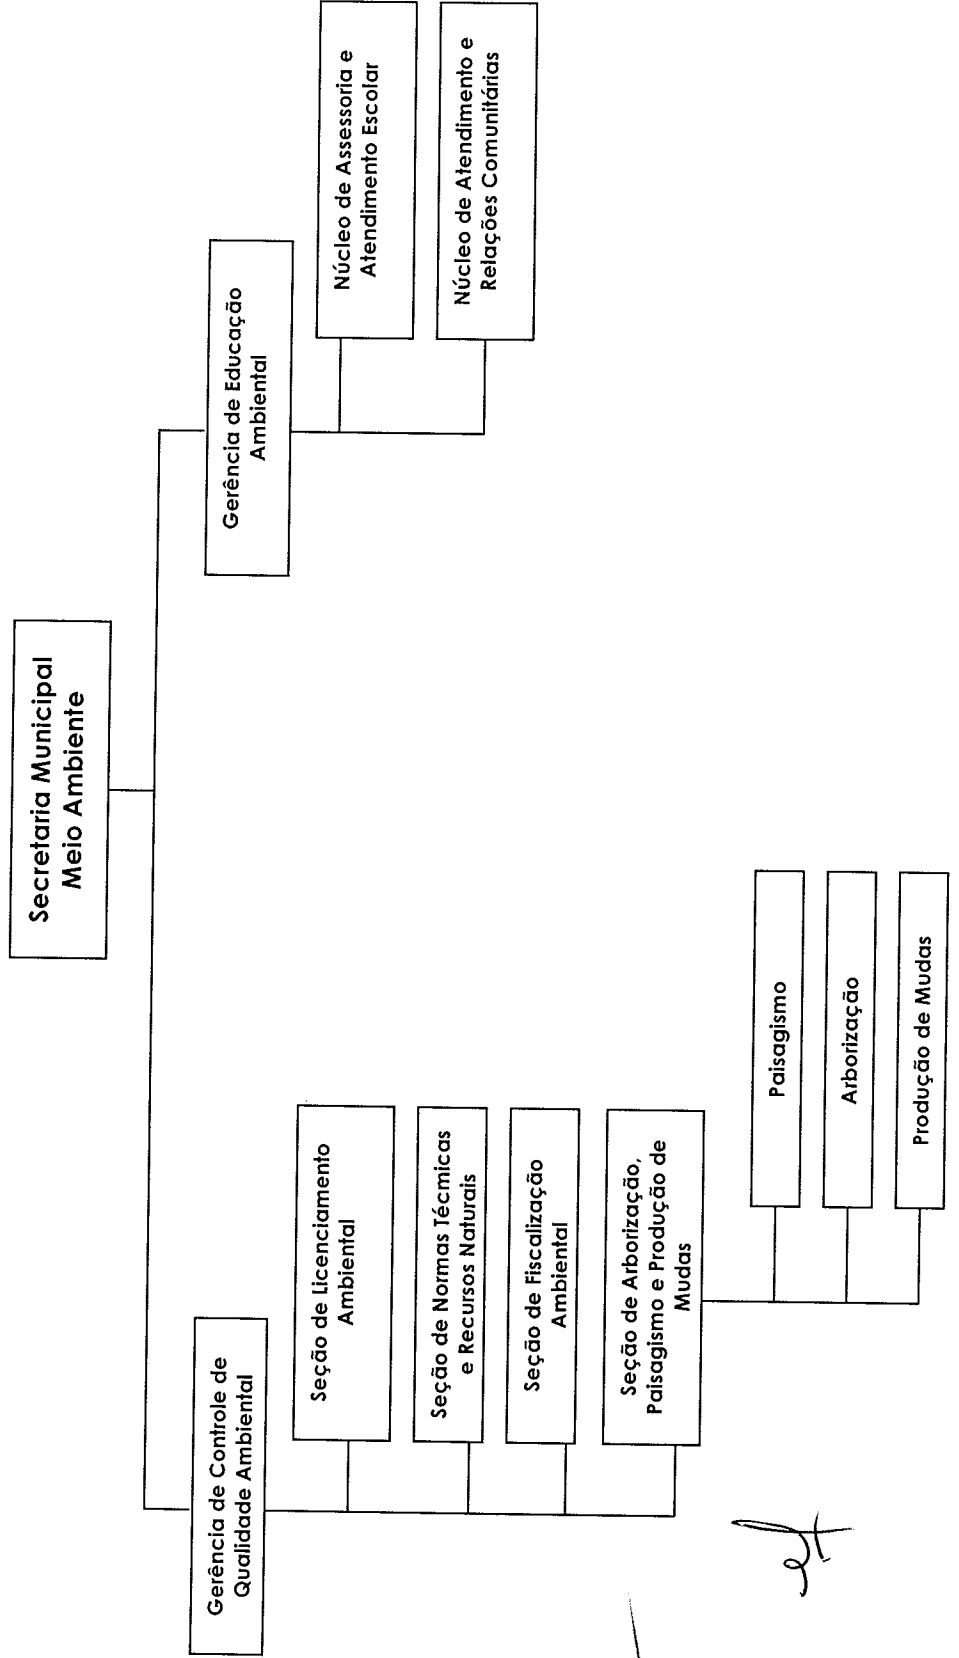 Secretaria Municipal
Meio Ambiente
Gerência de Controle de
Qualidade Ambiental
Seção de Licenciamento
Ambiental
Seção de Normas Técmicas
e Recursos Naturais
Seção de Fiscalização
Ambiental
Seção de Arborização,
Paisagismo e Produção de
Mudas
Paisagismo
Arborização
Produção de Mudas
Gerência de Educação
Ambiental
Núcleo de Assessoria e
Atendimento Escolar
Núcleo de Atendimento e
Relações Comunitárias